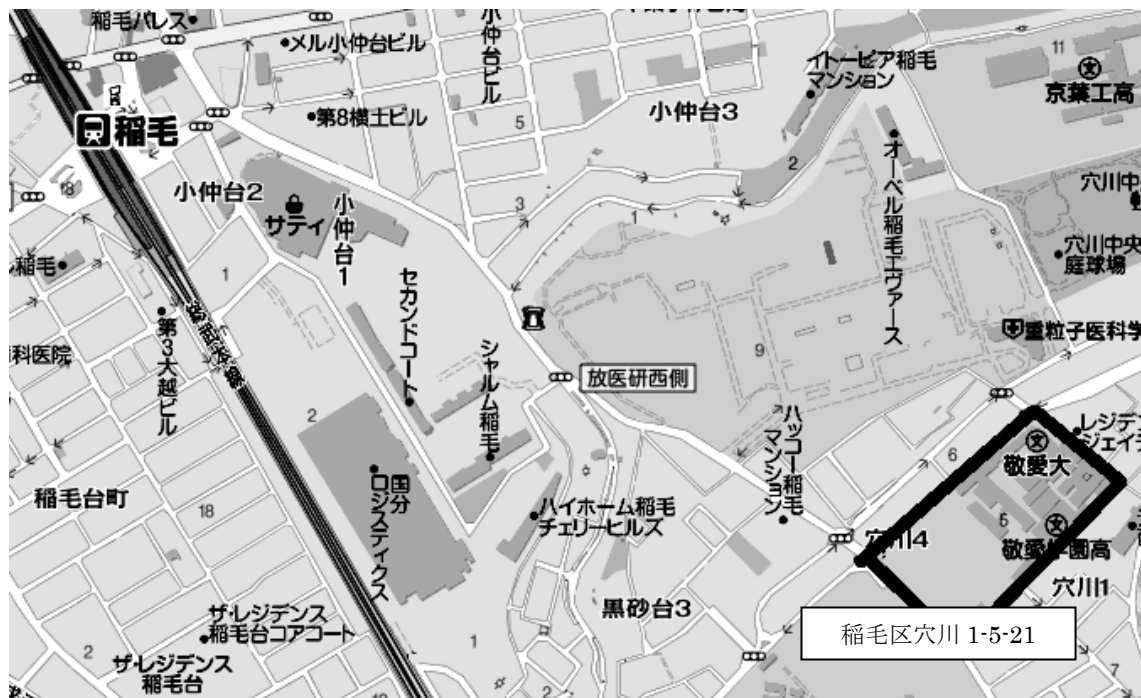 稲毛パレス
メル小仲台ビル
小仲台ビル
イトーピア稲毛
マンション
11
京葉工高
稲毛
第8横土ビル
5
小仲台3
2
オーベル稲毛エヴァース
穴川中
小仲台2
サティ
小仲台1
3
1
穴川中央
庭球場
稲毛
1
セカンドコート
総武本線
第3大越ビル
科医院
シャルム稲毛
放医研西側
9
重粒子医科学
2
ハッコー稲毛
マンション
6
レジデン
ジェイ
敬愛大
稲毛台町
18
国分
ロジスティクス
ハイホーム稲毛
チェリーヒルズ
穴川4
5
敬愛学園高
穴川1
黒砂台3
ザ・レジデンス
稲毛台コアコート
稲毛区穴川 1-5-21
2
ザ・レジデンス
稲毛台
1
2
7